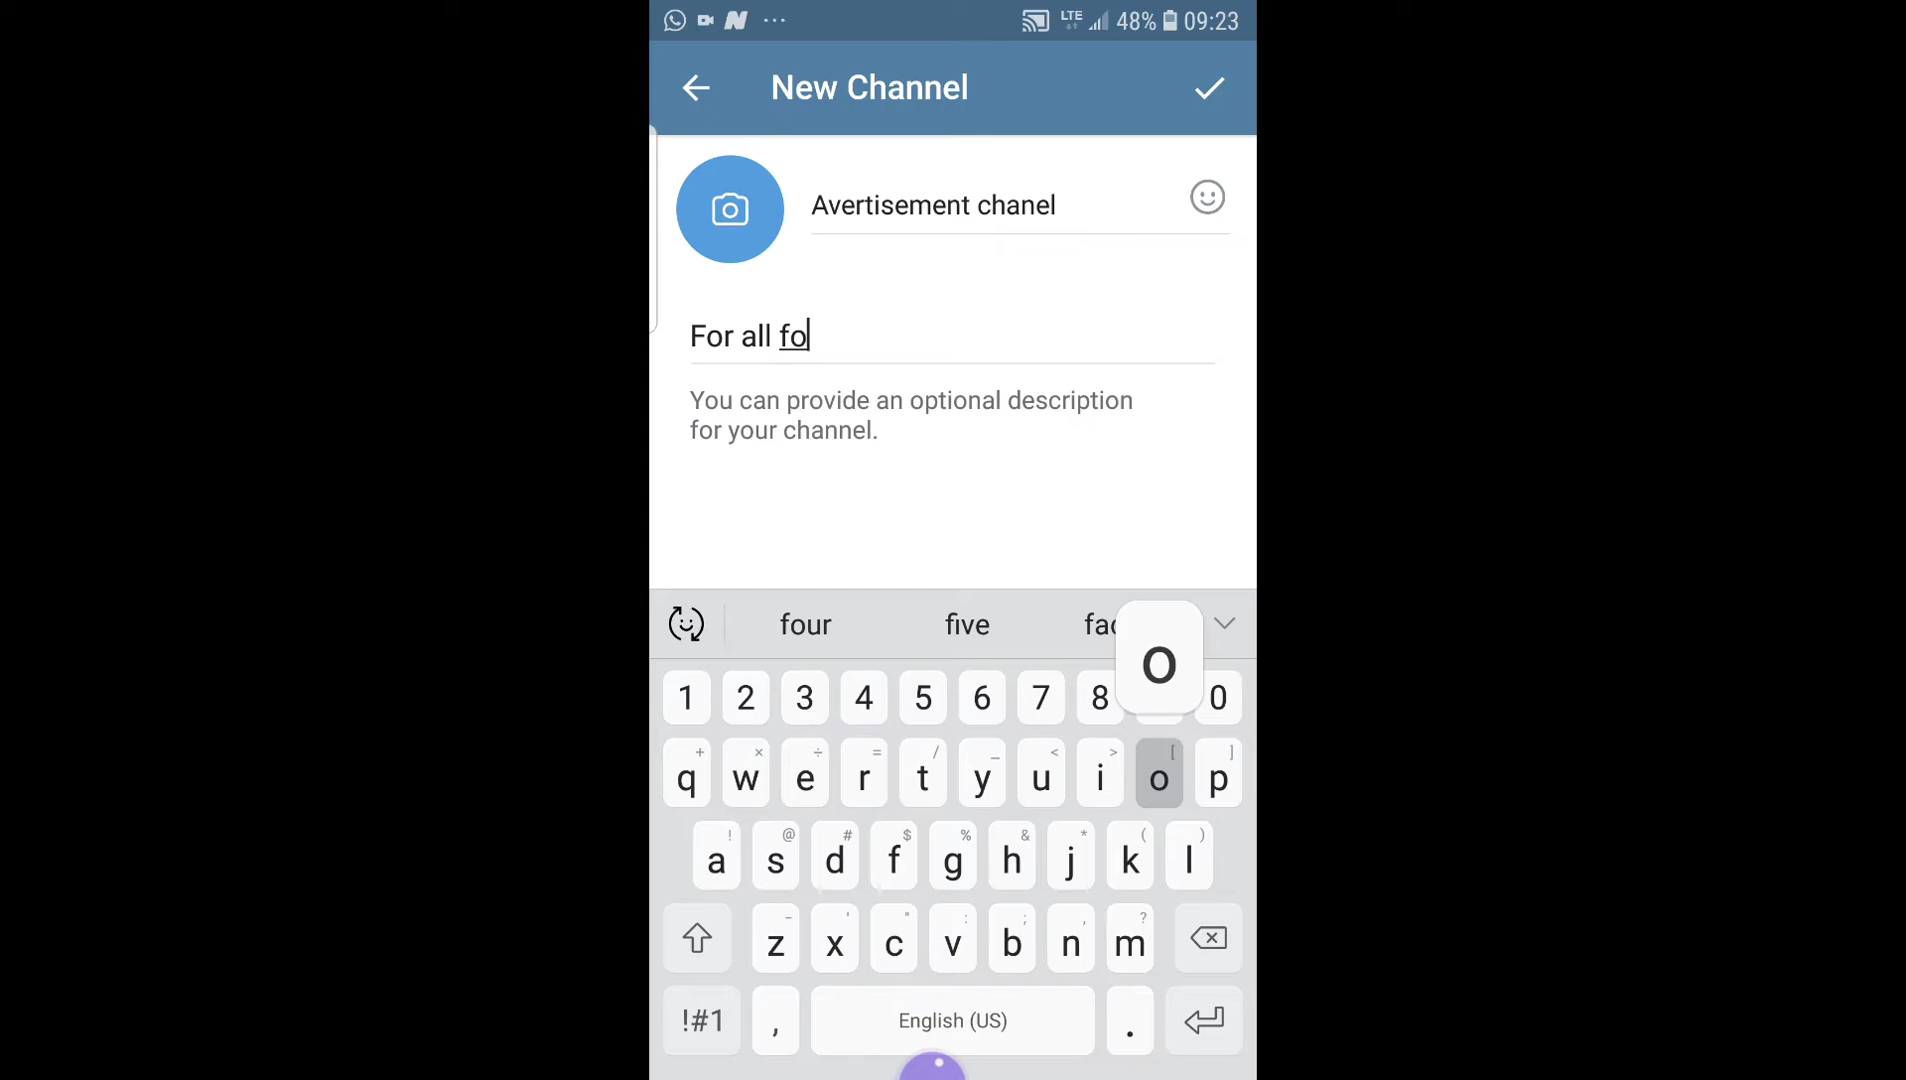 LTE 48% 09:23
New Channel
Avertisement chanel
For all fo
You can provide an optional description
for your channel.
four five
o
1 2 3 4 5 6 7 8 0
+ × ÷ = / _ < > [ ]
q w e r t y u i o p
! @ # $ % & * ( )
a s d f g h j k l
- ' " : ; , ?
z x c v b n m
!#1 , English (US) .